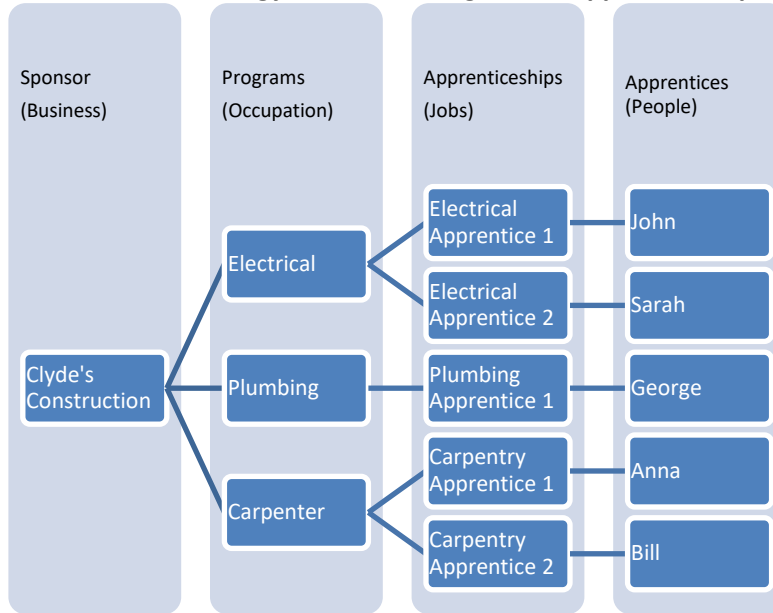 Sponsor
(Business)
Programs
(Occupation)
Apprenticeships
(Jobs)
Apprentices
(People)
Clyde's
Construction
Electrical
Plumbing
Carpenter
Electrical
Apprentice 1
Electrical
Apprentice 2
Plumbing
Apprentice 1
Carpentry
Apprentice 1
Carpentry
Apprentice 2
John
Sarah
George
Anna
Bill